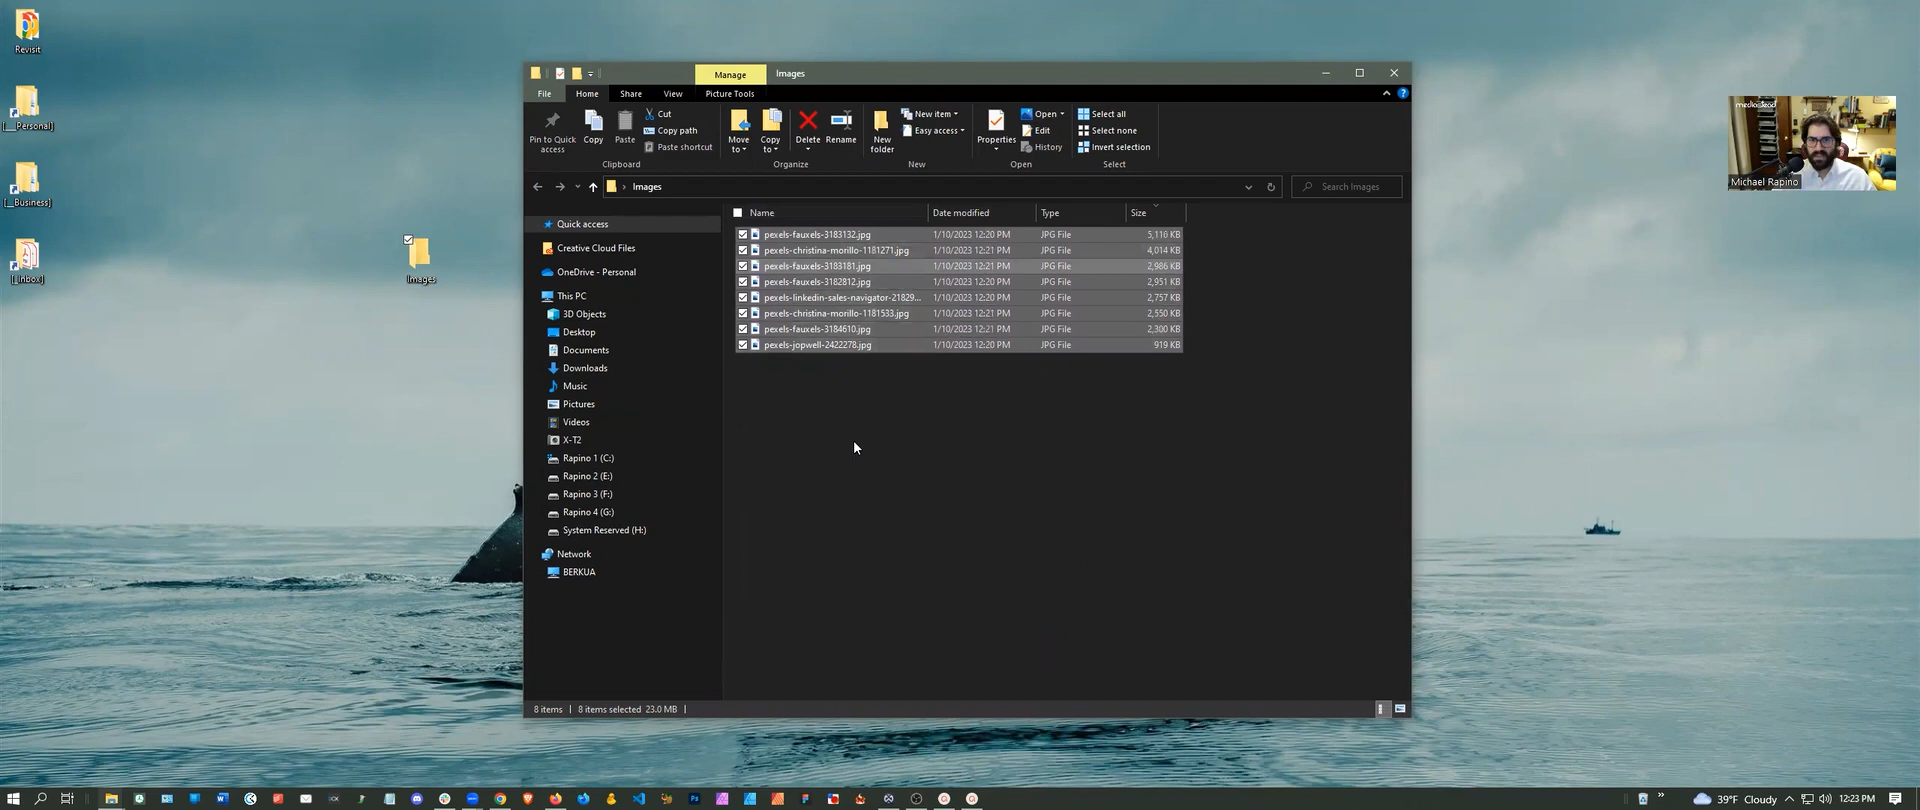 Revisit
[__Personal]
[__Business]
[_Inbox]
Images
Manage
Images
File
Home
Share
View
Picture Tools
Pin to Quick
access
Copy
Paste
Cut
Copy path
Paste shortcut
Clipboard
Move
to
Copy
to
Delete
Rename
Organize
New
folder
New item
Easy access
New
Properties
Open
Edit
History
Open
Select all
Select none
Invert selection
Select
Images
Search Images
Quick access
Creative Cloud Files
OneDrive - Personal
This PC
3D Objects
Desktop
Documents
Downloads
Music
Pictures
Videos
X-T2
Rapino 1 (C:)
Rapino 2 (E:)
Rapino 3 (F:)
Rapino 4 (G:)
System Reserved (H:)
Network
BERKUA
Name Date modified Type Size
pexels-fauxels-3183132.jpg 1/10/2023 12:20 PM JPG File 5,116 KB
pexels-christina-morillo-1181271.jpg 1/10/2023 12:21 PM JPG File 4,014 KB
pexels-fauxels-3183181.jpg 1/10/2023 12:21 PM JPG File 2,986 KB
pexels-fauxels-3182812.jpg 1/10/2023 12:20 PM JPG File 2,951 KB
pexels-linkedin-sales-navigator-21829... 1/10/2023 12:20 PM JPG File 2,757 KB
pexels-christina-morillo-1181533.jpg 1/10/2023 12:21 PM JPG File 2,550 KB
pexels-fauxels-3184610.jpg 1/10/2023 12:21 PM JPG File 2,300 KB
pexels-jopwell-2422278.jpg 1/10/2023 12:20 PM JPG File 919 KB
8 items | 8 items selected 23.0 MB |
Michael Rapino
39°F Cloudy
12:23 PM